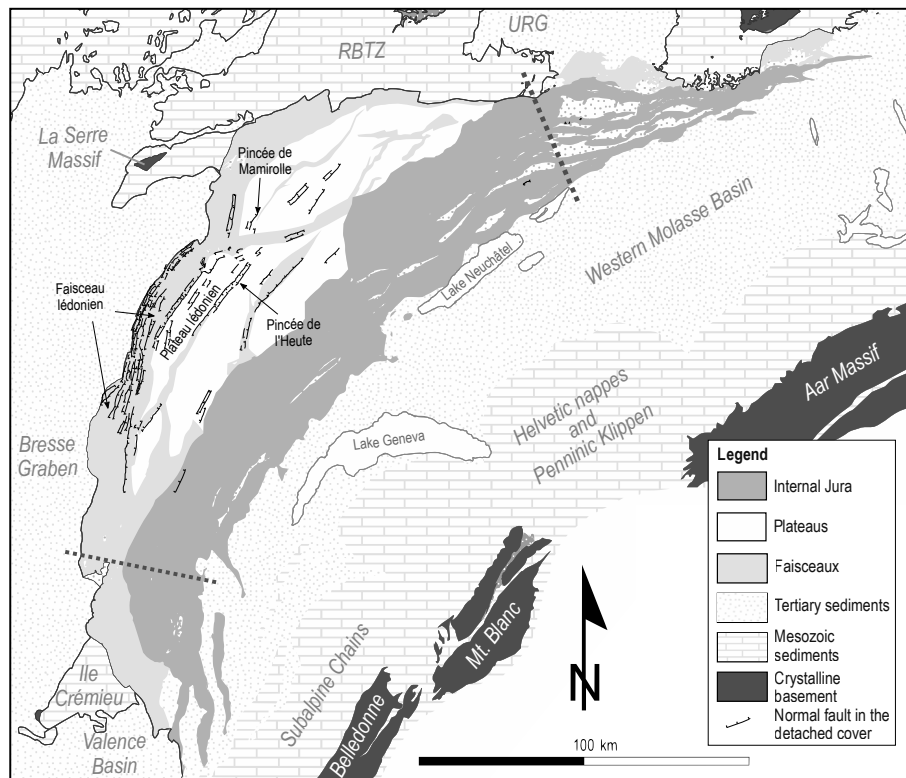 URG
RBTZ
La Serre
Massif
Pincée de
Mamirolle
Western Molasse Basin
Lake Neuchâtel
Faisceau
lédonien
Plateau lédonien
Pincée de
l'Heute
Aar Massif
Helvetic nappes
and
Penninic Klippen
Lake Geneva
Bresse
Graben
Legend
Internal Jura
Plateaus
Faisceaux
Tertiary sediments
Mesozoic
sediments
Crystalline
basement
Normal fault in the
detached cover
Mt. Blanc
Subalpine Chains
Belledonne
N
Ile
Crémieu
Valence
Basin
100 km